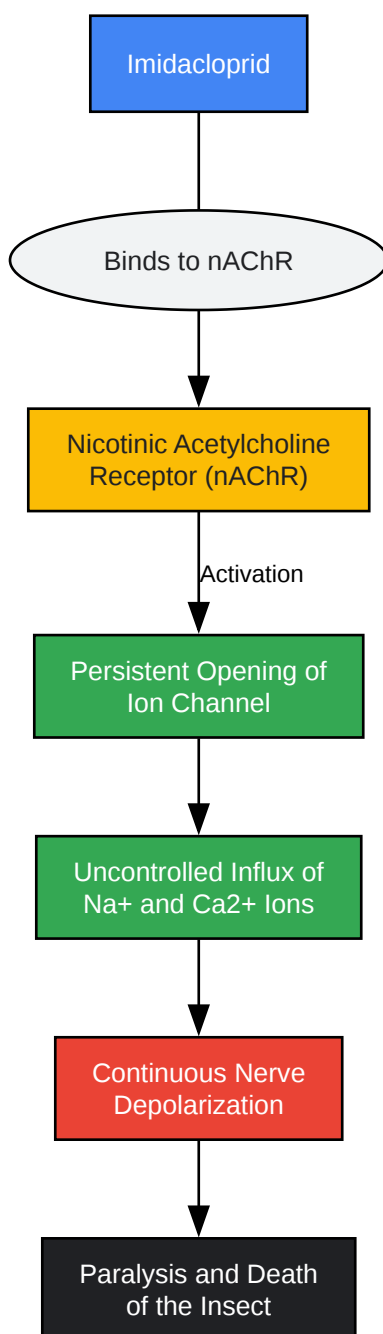 Imidacloprid
Binds to nAChR
Nicotinic Acetylcholine
Receptor (nAChR)
Activation
Persistent Opening of
Ion Channel
Uncontrolled Influx of
Na+ and Ca2+ Ions
Continuous Nerve
Depolarization
Paralysis and Death
of the Insect